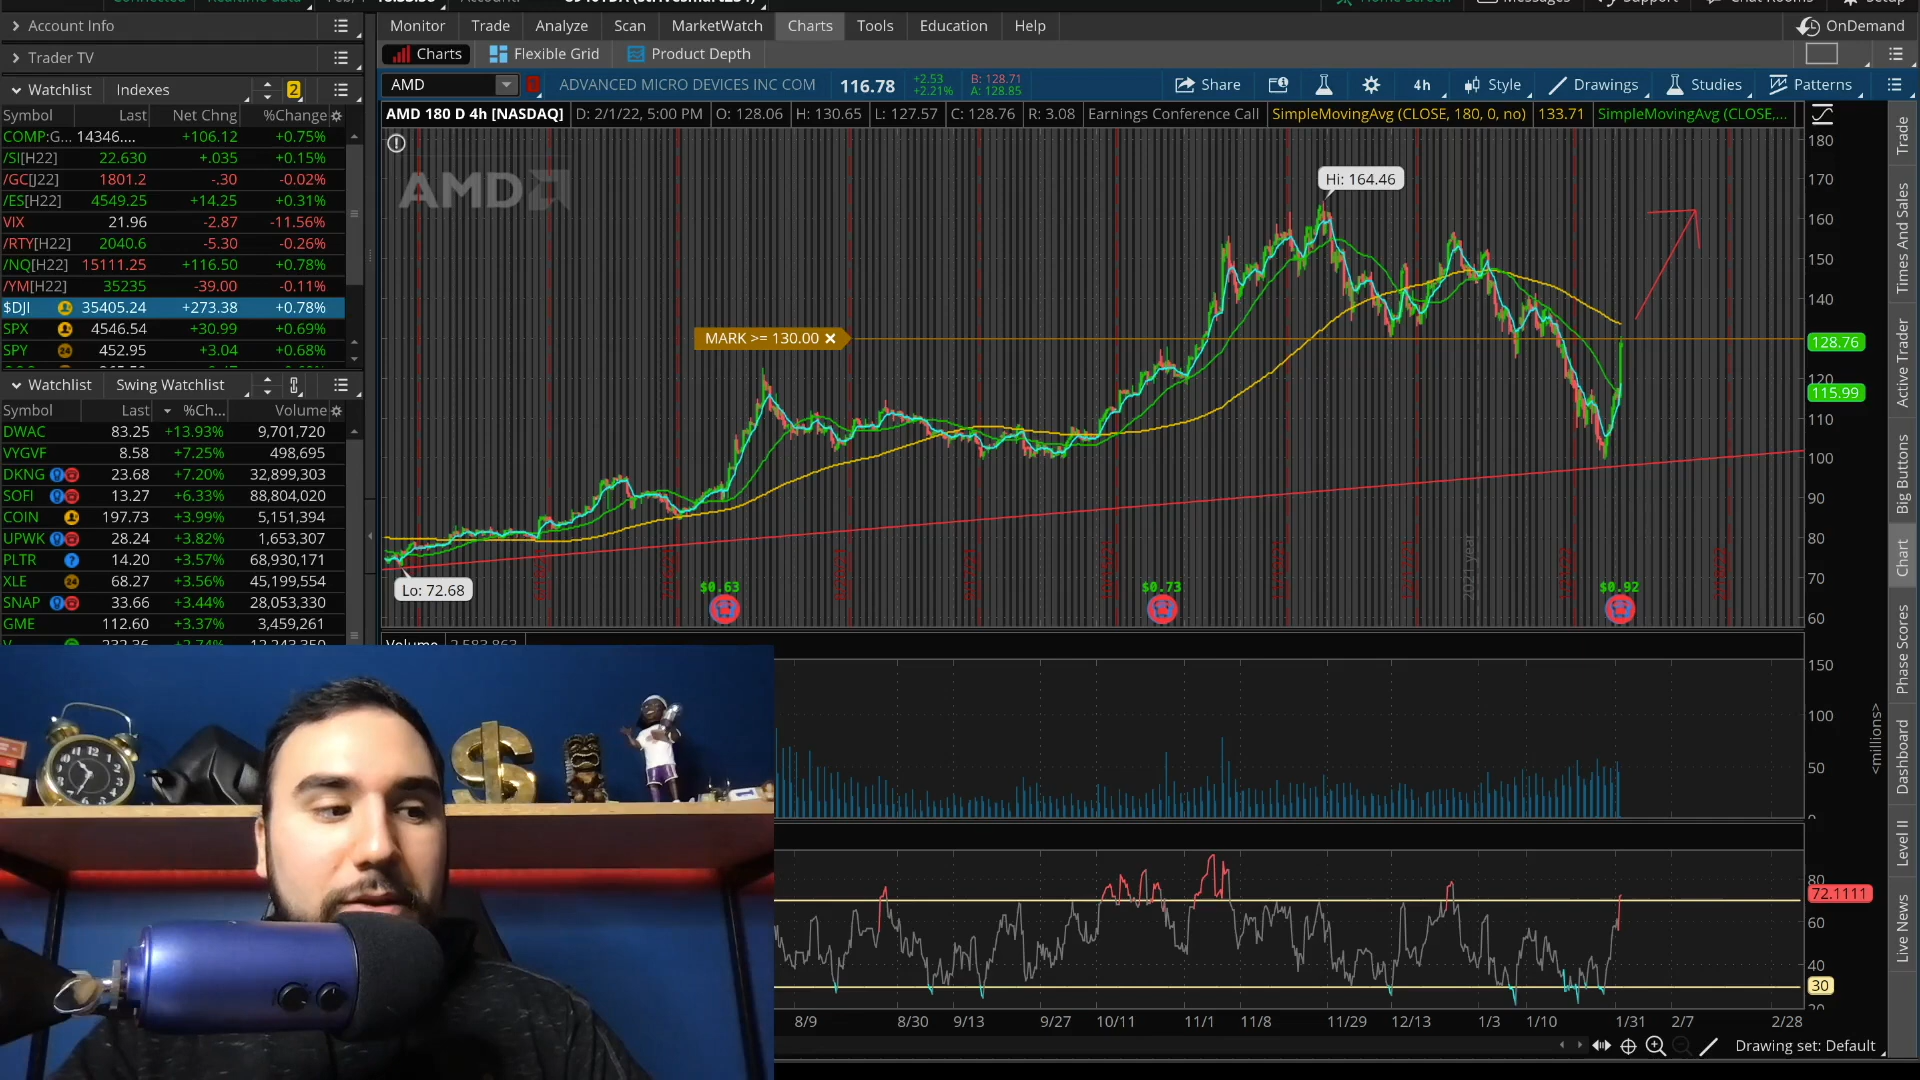 Account Info
Trader TV
Watchlist Indexes 2
Symbol Last Net Chng %Change
COMP:G... 14346.... +106.12 +0.75%
/SI[H22] 22.630 +.035 +0.15%
/GC[J22] 1801.2 -.30 -0.02%
/ES[H22] 4549.25 +14.25 +0.31%
VIX 21.96 -2.87 -11.56%
/RTY[H22] 2040.6 -5.30 -0.26%
/NQ[H22] 15111.25 +116.50 +0.78%
/YM[H22] 35235 -39.00 -0.11%
$DJI 35405.24 +273.38 +0.78%
SPX 4546.54 +30.99 +0.69%
SPY 24 452.95 +3.04 +0.68%
Watchlist Swing Watchlist
Symbol Last %Ch... Volume
DWAC 83.25 +13.93% 9,701,720
VYGVF 8.58 +7.25% 498,695
DKNG 23.68 +7.20% 32,899,303
SOFI 13.27 +6.33% 88,804,020
COIN 197.73 +3.99% 5,151,394
UPWK 28.24 +3.82% 1,653,307
PLTR ? 14.20 +3.57% 68,930,171
XLE 24 68.27 +3.56% 45,199,554
SNAP 33.66 +3.44% 28,053,330
GME 112.60 +3.37% 3,459,261
Monitor Trade Analyze Scan MarketWatch Charts Tools Education Help OnDemand
Charts Flexible Grid Product Depth
AMD ADVANCED MICRO DEVICES INC COM 116.78 +2.53 +2.21% B: 128.71 A: 128.85 Share 4h Style Drawings Studies Patterns
AMD 180 D 4h [NASDAQ] D: 2/1/22, 5:00 PM O: 128.06 H: 130.65 L: 127.57 C: 128.76 R: 3.08 Earnings Conference Call SimpleMovingAvg (CLOSE, 180, 0, no) 133.71 SimpleMovingAvg (CLOSE,...
AMD
Hi: 164.46
MARK >= 130.00 ×
Lo: 72.68
$0.63 $0.73 $0.92
2021 year
180
170
160
150
140
128.76
120
115.99
110
100
90
80
70
60
Volume 2,583,863
150
100
50
<millions>
80
72.1111
60
40
30
8/9 8/30 9/13 9/27 10/11 11/1 11/8 11/29 12/13 1/3 1/10 1/31 2/7 2/28
Drawing set: Default
Trade
Times And Sales
Active Trader
Big Buttons
Chart
Phase Scores
Dashboard
Level II
Live News